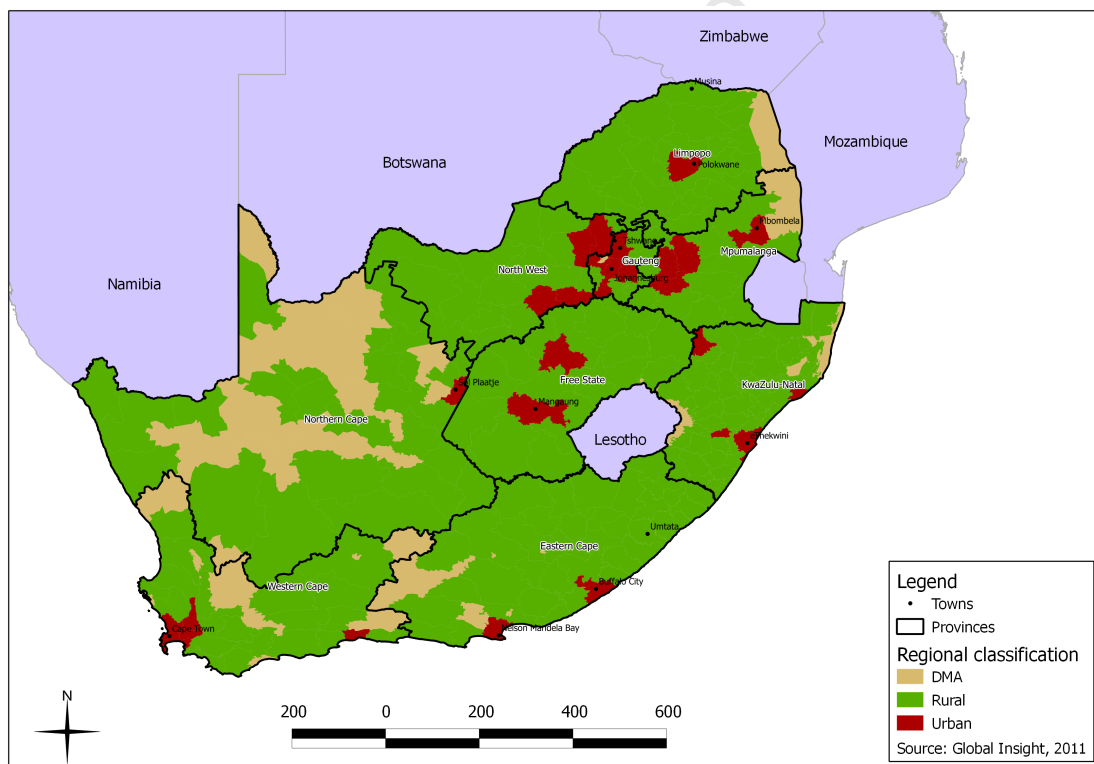 Zimbabwe
Musina
Mozambique
Botswana
Limpopo
Polokwane
Mbombela
Tshwane
Mpumalanga
Gauteng
North West
Johannesburg
Namibia
Sol Plaatje
Free State
KwaZulu-Natal
Mangaung
Northern Cape
Lesotho
Umtata
Eastern Cape
Buffalo City
Western Cape
Cape Town
Nelson Mandela Bay
Legend
Towns
Provinces
Regional classification
DMA
Rural
Urban
Source: Global Insight, 2011
N
200 0 200 400 600